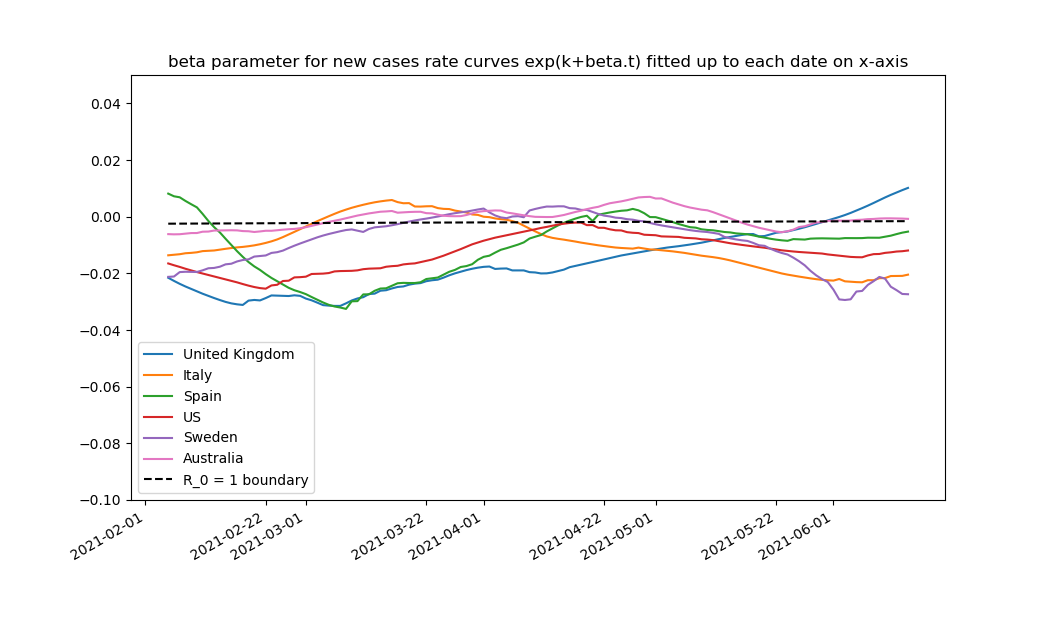 beta parameter for new cases rate curves exp(k+beta.t) fitted up to each date on x-axis
0.04
0.02
0.00
−0.02
−0.04
−0.06
−0.08
−0.10
United Kingdom
Italy
Spain
US
Sweden
Australia
R_0 = 1 boundary
2021-02-01
2021-02-22
2021-03-01
2021-03-22
2021-04-01
2021-04-22
2021-05-01
2021-05-22
2021-06-01